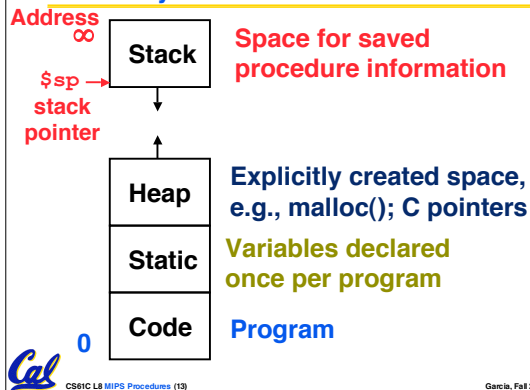 Address
∞
$sp
stack
pointer
Stack
Space for saved
procedure information
Heap
Explicitly created space,
e.g., malloc(); C pointers
Static
Variables declared
once per program
0
Code
Program
Cal
CS61C L8 MIPS Procedures (13)
Garcia, Fall